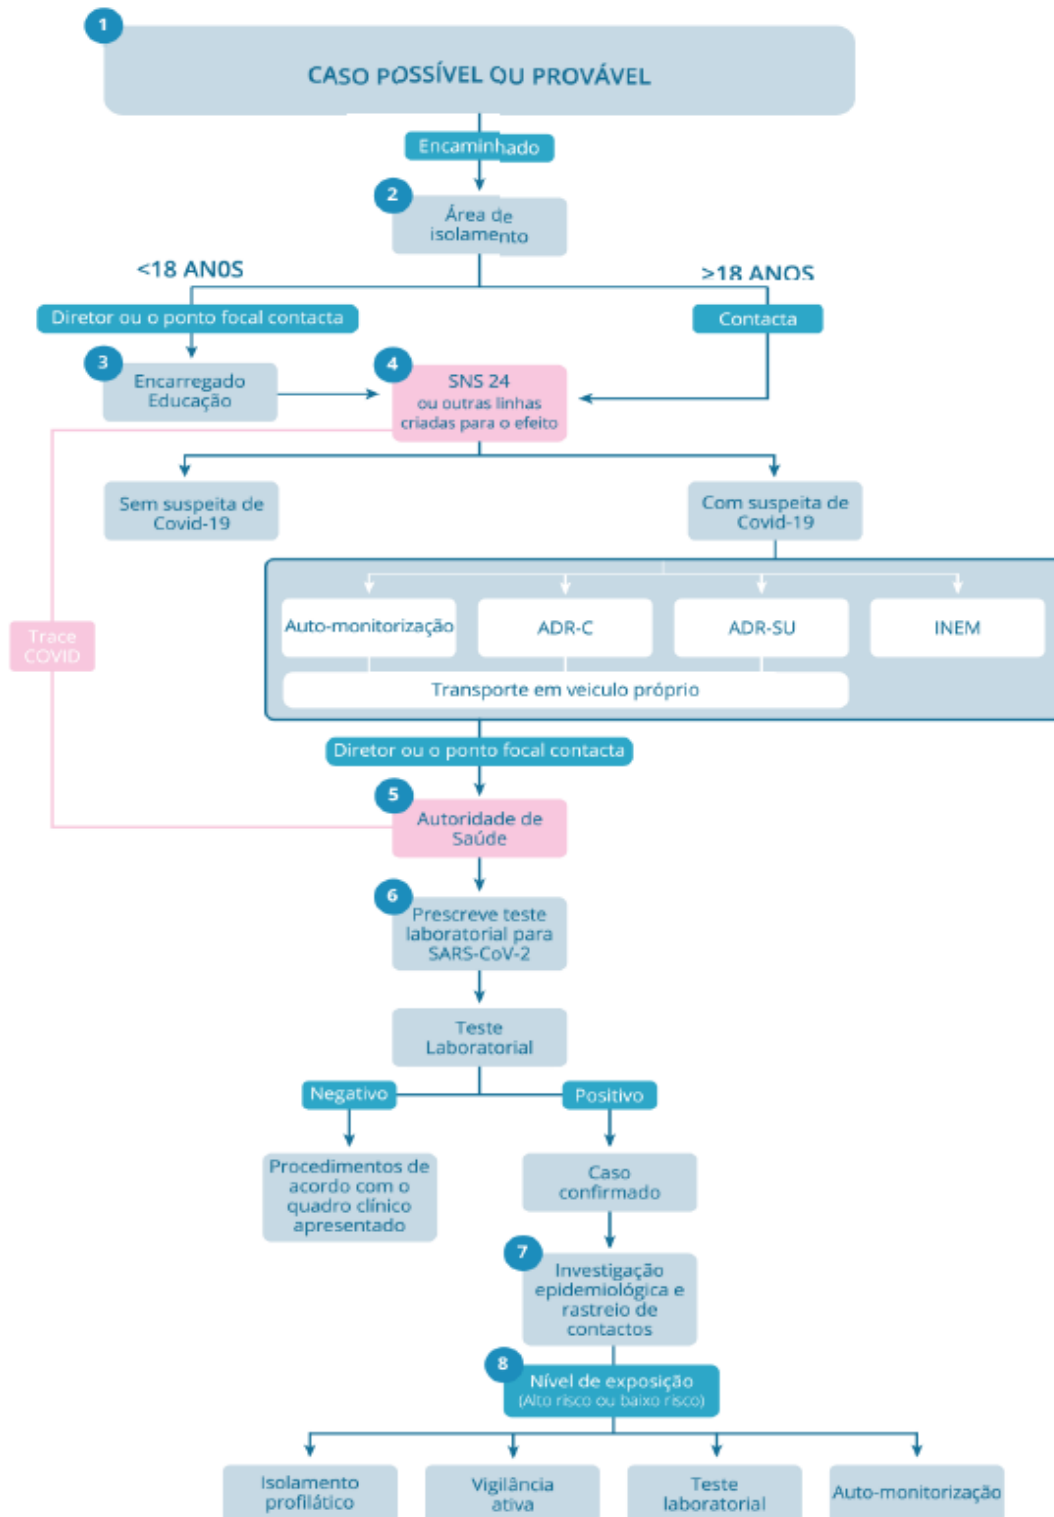 1
CASO POSSÍVEL OU PROVÁVEL
Encaminhado
2
Área de
isolamento
<18 AN0S
>18 ANOS
Diretor ou o ponto focal contacta
Contacta
3
Encarregado
Educação
4
SNS 24
ou outras linhas
criadas para o efeito
Sem suspeita de
Covid-19
Com suspeita de
Covid-19
Trace
COVID
Auto-monitorização
ADR-C
ADR-SU
INEM
Transporte em veiculo próprio
Diretor ou o ponto focal contacta
5
Autoridade de
Saúde
6
Prescreve teste
laboratorial para
SARS-CoV-2
Teste
Laboratorial
Negativo
Positivo
Procedimentos de
acordo com o
quadro clínico
apresentado
Caso
confirmado
7
Investigação
epidemiológica e
rastreio de
contactos
8
Nível de exposição
(Alto risco ou baixo risco)
Isolamento
profilático
Vigilância
ativa
Teste
laboratorial
Auto-monitorização